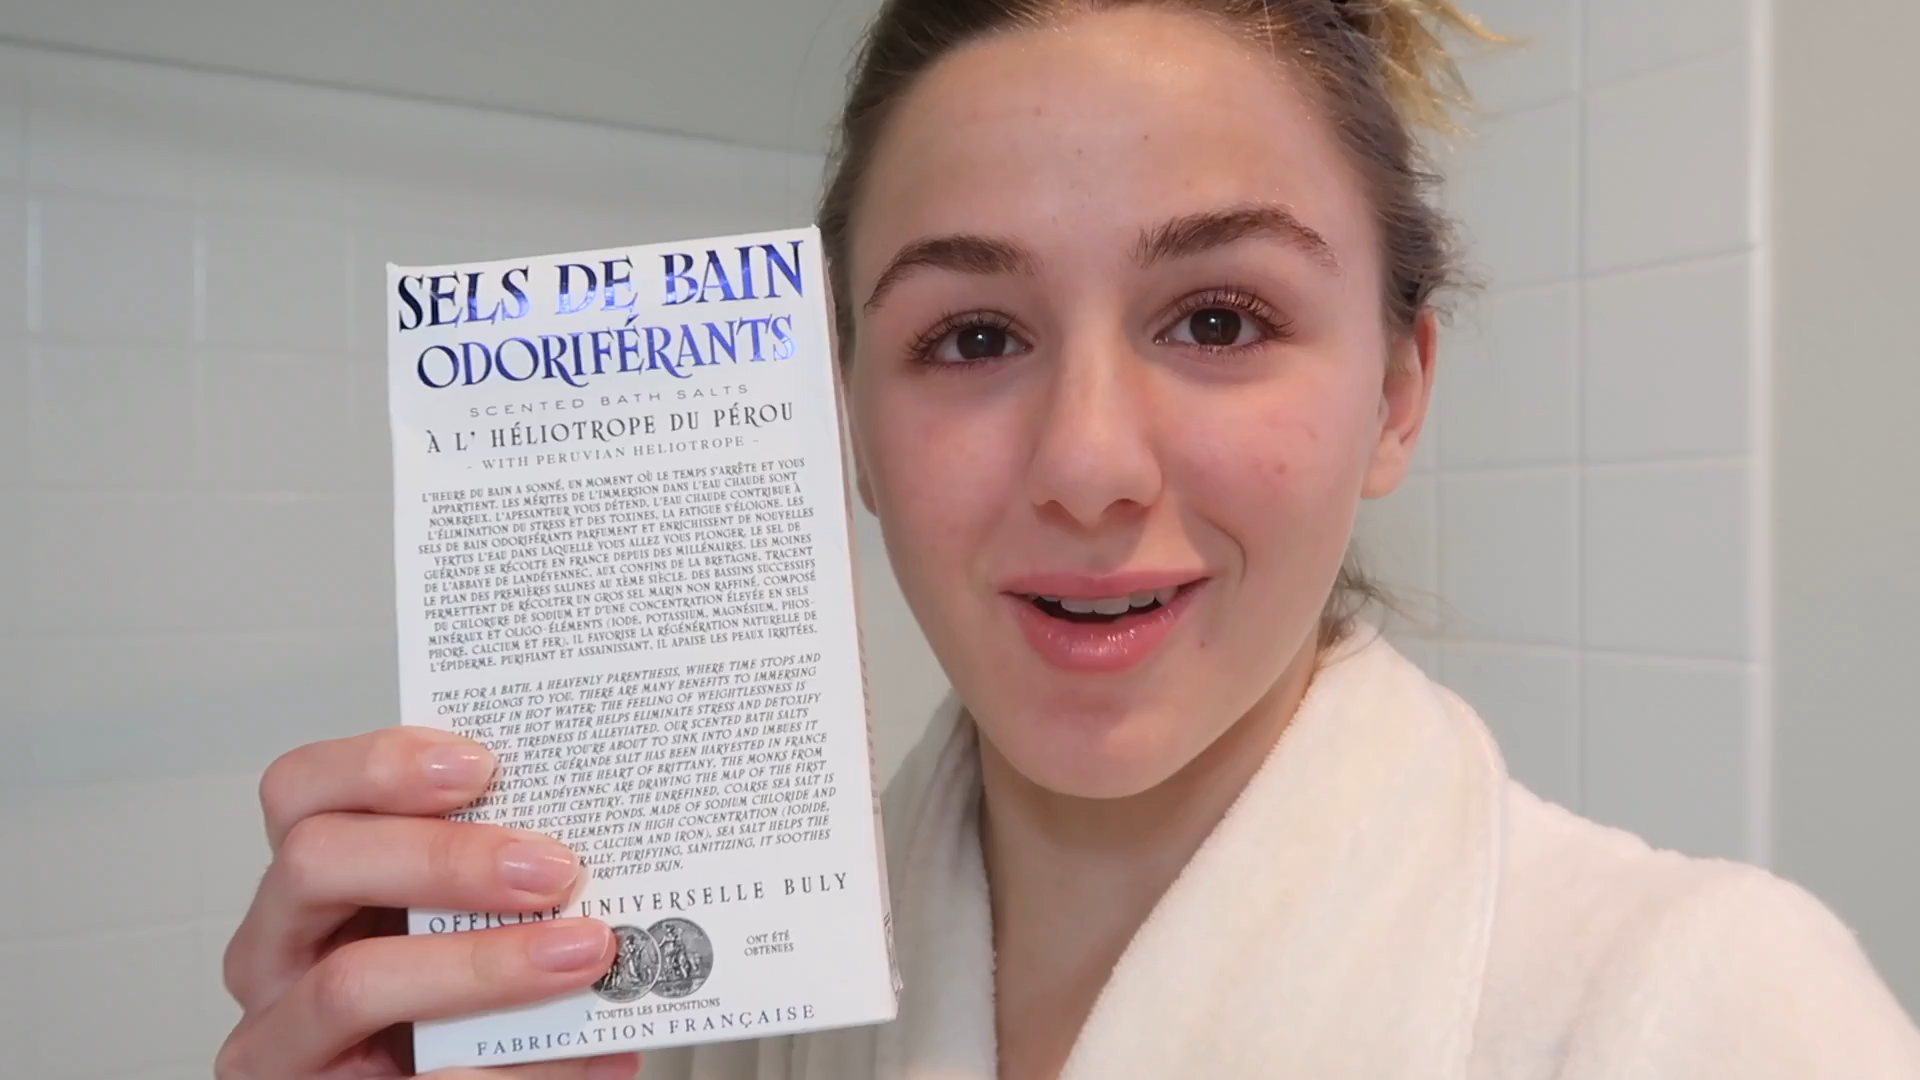 SELS DE BAIN
ODORIFÉRANTS
SCENTED BATH SALTS
À L' HÉLIOTROPE DU PÉROU
- WITH PERUVIAN HELIOTROPE -
L'HEURE DU BAIN A SONNÉ, UN MOMENT OÙ LE TEMPS S'ARRÊTE ET VOUS
APPARTIENT. LES MÉRITES DE L'IMMERSION DANS L'EAU CHAUDE SONT
NOMBREUX. L'APESANTEUR VOUS DÉTEND, L'EAU CHAUDE CONTRIBUE À
L'ÉLIMINATION DU STRESS ET DES TOXINES, LA FATIGUE S'ÉLOIGNE. LES
SELS DE BAIN ODORIFÉRANTS PARFUMENT ET ENRICHISSENT DE NOUVELLES
VERTUS L'EAU DANS LAQUELLE VOUS ALLEZ VOUS PLONGER. LE SEL DE
GUÉRANDE SE RÉCOLTE EN FRANCE DEPUIS DES MILLÉNAIRES. LES MOINES
DE L'ABBAYE DE LANDÉVENNEC, AUX CONFINS DE LA BRETAGNE, TRACENT
LE PLAN DES PREMIÈRES SALINES AU XÈME SIÈCLE. DES BASSINS SUCCESSIFS
PERMETTENT DE RÉCOLTER UN GROS SEL MARIN NON RAFFINÉ. COMPOSÉ
DU CHLORURE DE SODIUM ET D'UNE CONCENTRATION ÉLEVÉE EN SELS
MINÉRAUX ET OLIGO-ÉLÉMENTS (IODE, POTASSIUM, MAGNÉSIUM, PHOS-
PHORE, CALCIUM ET FER), IL FAVORISE LA RÉGÉNÉRATION NATURELLE DE
L'ÉPIDERME. PURIFIANT ET ASSAINISSANT, IL APAISE LES PEAUX IRRITÉES.
TIME FOR A BATH. A HEAVENLY PARENTHESIS, WHERE TIME STOPS AND
ONLY BELONGS TO YOU. THERE ARE MANY BENEFITS TO IMMERSING
YOURSELF IN HOT WATER: THE FEELING OF WEIGHTLESSNESS IS
THE HOT WATER HELPS ELIMINATE STRESS AND DETOXIFY
BODY. TIREDNESS IS ALLEVIATED. OUR SCENTED BATH SALTS
THE WATER YOU'RE ABOUT TO SINK INTO AND IMBUES IT
VIRTUES. GUÉRANDE SALT HAS BEEN HARVESTED IN FRANCE
IN THE HEART OF BRITTANY, THE MONKS FROM
ABBAYE DE LANDÉVENNEC ARE DRAWING THE MAP OF THE FIRST
IN THE 10TH CENTURY. THE UNREFINED, COARSE SEA SALT IS
USING SUCCESSIVE PONDS. MADE OF SODIUM CHLORIDE AND
ELEMENTS IN HIGH CONCENTRATION (IODIDE,
CALCIUM AND IRON), SEA SALT HELPS THE
PURIFYING, SANITIZING, IT SOOTHES
IRRITATED SKIN.
OFFICINE UNIVERSELLE BULY
ONT ÉTÉ
OBTENUES
À TOUTES LES EXPOSITIONS
FABRICATION FRANÇAISE